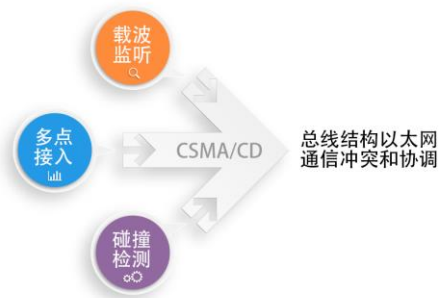 载波
监听
多点
接入
CSMA/CD
总线结构以太网
通信冲突和协调
碰撞
检测